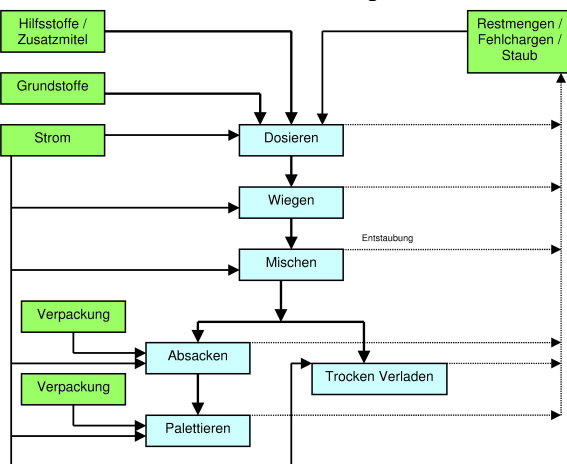 Hilfsstoffe /
Zusatzmitel
Restmengen /
Fehlchargen /
Staub
Grundstoffe
Strom
Dosieren
Wiegen
Entstaubung
Mischen
Verpackung
Absacken
Trocken Verladen
Verpackung
Palettieren